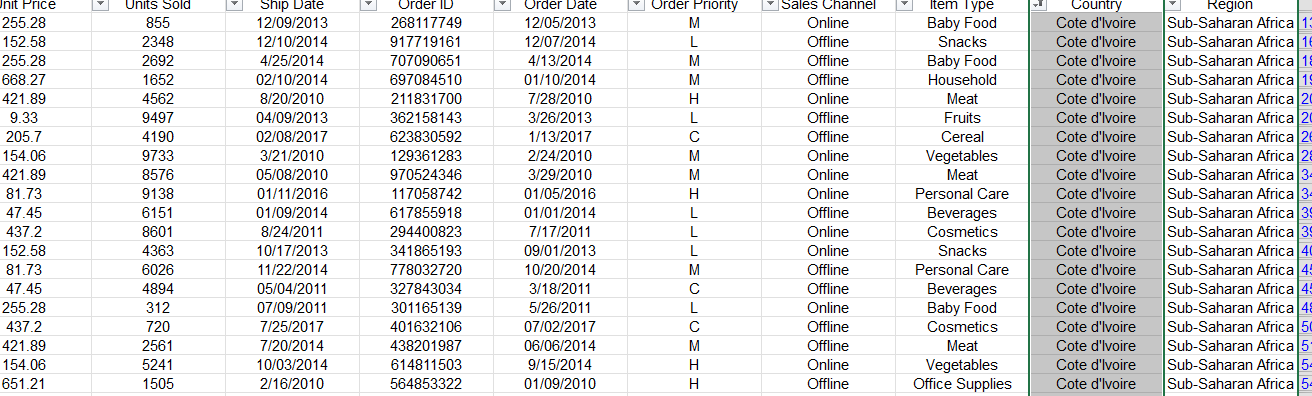 Unit Price Units Sold Ship Date Order ID Order Date Order Priority Sales Channel Item Type Country Region
255.28 855 12/09/2013 268117749 12/05/2013 M Online Baby Food Cote d'Ivoire Sub-Saharan Africa
152.58 2348 12/10/2014 917719161 12/07/2014 L Offline Snacks Cote d'Ivoire Sub-Saharan Africa
255.28 2692 4/25/2014 707090651 4/13/2014 M Offline Baby Food Cote d'Ivoire Sub-Saharan Africa
668.27 1652 02/10/2014 697084510 01/10/2014 M Offline Household Cote d'Ivoire Sub-Saharan Africa
421.89 4562 8/20/2010 211831700 7/28/2010 H Online Meat Cote d'Ivoire Sub-Saharan Africa
9.33 9497 04/09/2013 362158143 3/26/2013 L Offline Fruits Cote d'Ivoire Sub-Saharan Africa
205.7 4190 02/08/2017 623830592 1/13/2017 C Offline Cereal Cote d'Ivoire Sub-Saharan Africa
154.06 9733 3/21/2010 129361283 2/24/2010 M Online Vegetables Cote d'Ivoire Sub-Saharan Africa
421.89 8576 05/08/2010 970524346 3/29/2010 M Online Meat Cote d'Ivoire Sub-Saharan Africa
81.73 9138 01/11/2016 117058742 01/05/2016 H Online Personal Care Cote d'Ivoire Sub-Saharan Africa
47.45 6151 01/09/2014 617855918 01/01/2014 L Offline Beverages Cote d'Ivoire Sub-Saharan Africa
437.2 8601 8/24/2011 294400823 7/17/2011 L Online Cosmetics Cote d'Ivoire Sub-Saharan Africa
152.58 4363 10/17/2013 341865193 09/01/2013 L Online Snacks Cote d'Ivoire Sub-Saharan Africa
81.73 6026 11/22/2014 778032720 10/20/2014 M Offline Personal Care Cote d'Ivoire Sub-Saharan Africa
47.45 4894 05/04/2011 327843034 3/18/2011 C Offline Beverages Cote d'Ivoire Sub-Saharan Africa
255.28 312 07/09/2011 301165139 5/26/2011 L Online Baby Food Cote d'Ivoire Sub-Saharan Africa
437.2 720 7/25/2017 401632106 07/02/2017 C Offline Cosmetics Cote d'Ivoire Sub-Saharan Africa
421.89 2561 7/20/2014 438201987 06/06/2014 M Offline Meat Cote d'Ivoire Sub-Saharan Africa
154.06 5241 10/03/2014 614811503 9/15/2014 H Online Vegetables Cote d'Ivoire Sub-Saharan Africa
651.21 1505 2/16/2010 564853322 01/09/2010 H Offline Office Supplies Cote d'Ivoire Sub-Saharan Africa